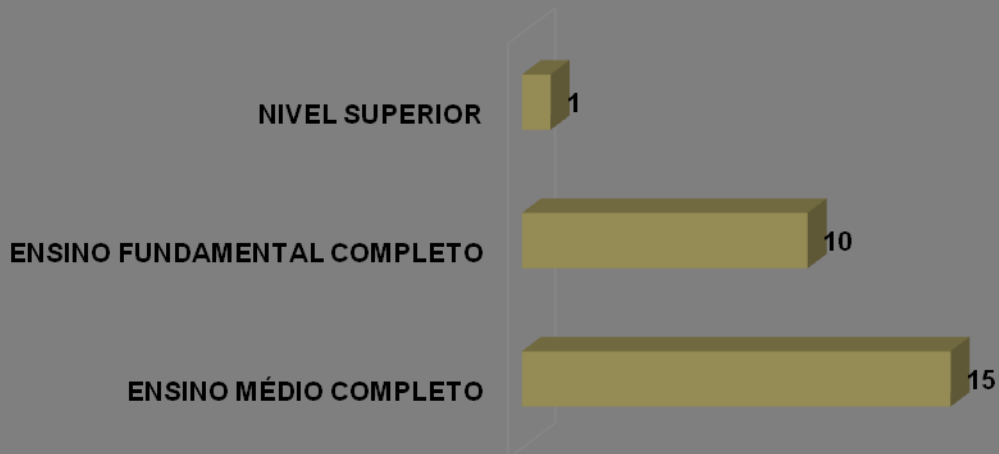 NIVEL SUPERIOR 1
ENSINO FUNDAMENTAL COMPLETO 10
ENSINO MÉDIO COMPLETO 15